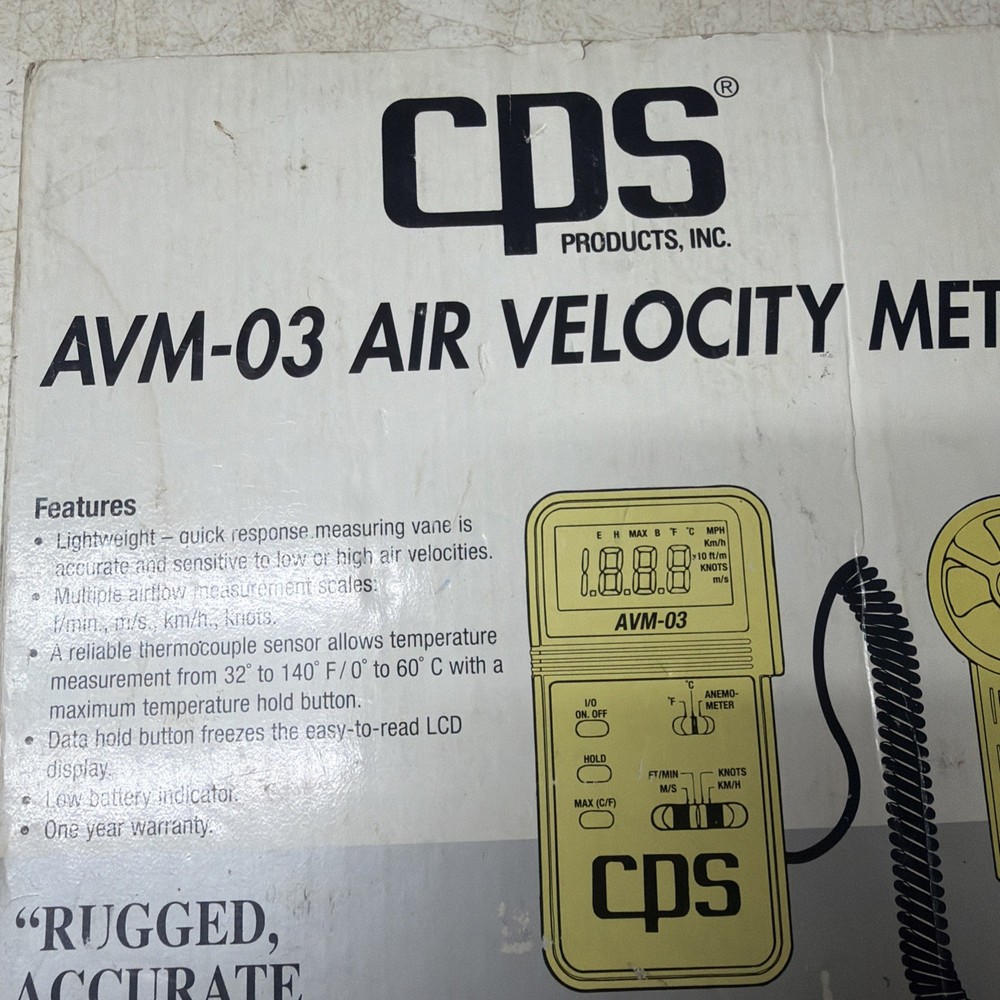 cps®
PRODUCTS, INC.
AVM-03 AIR VELOCITY MET
Features
• Lightweight – quick response measuring vane is
accurate and sensitive to low or high air velocities.
• Multiple airflow measurement scales:
f/min., m/s., km/h., knots.
• A reliable thermocouple sensor allows temperature
measurement from 32° to 140° F / 0° to 60° C with a
maximum temperature hold button.
• Data hold button freezes the easy-to-read LCD
display.
• Low battery indicator.
• One year warranty.
"RUGGED,
ACCURATE
E H MAX B °F °C MPH
Km/h
x10 ft/m
KNOTS
m/s
1.8.8.8
AVM-03
I/O
ON. OFF
°F °C ANEMO-
METER
HOLD
FT/MIN KNOTS
M/S KM/H
MAX (C/F)
cps